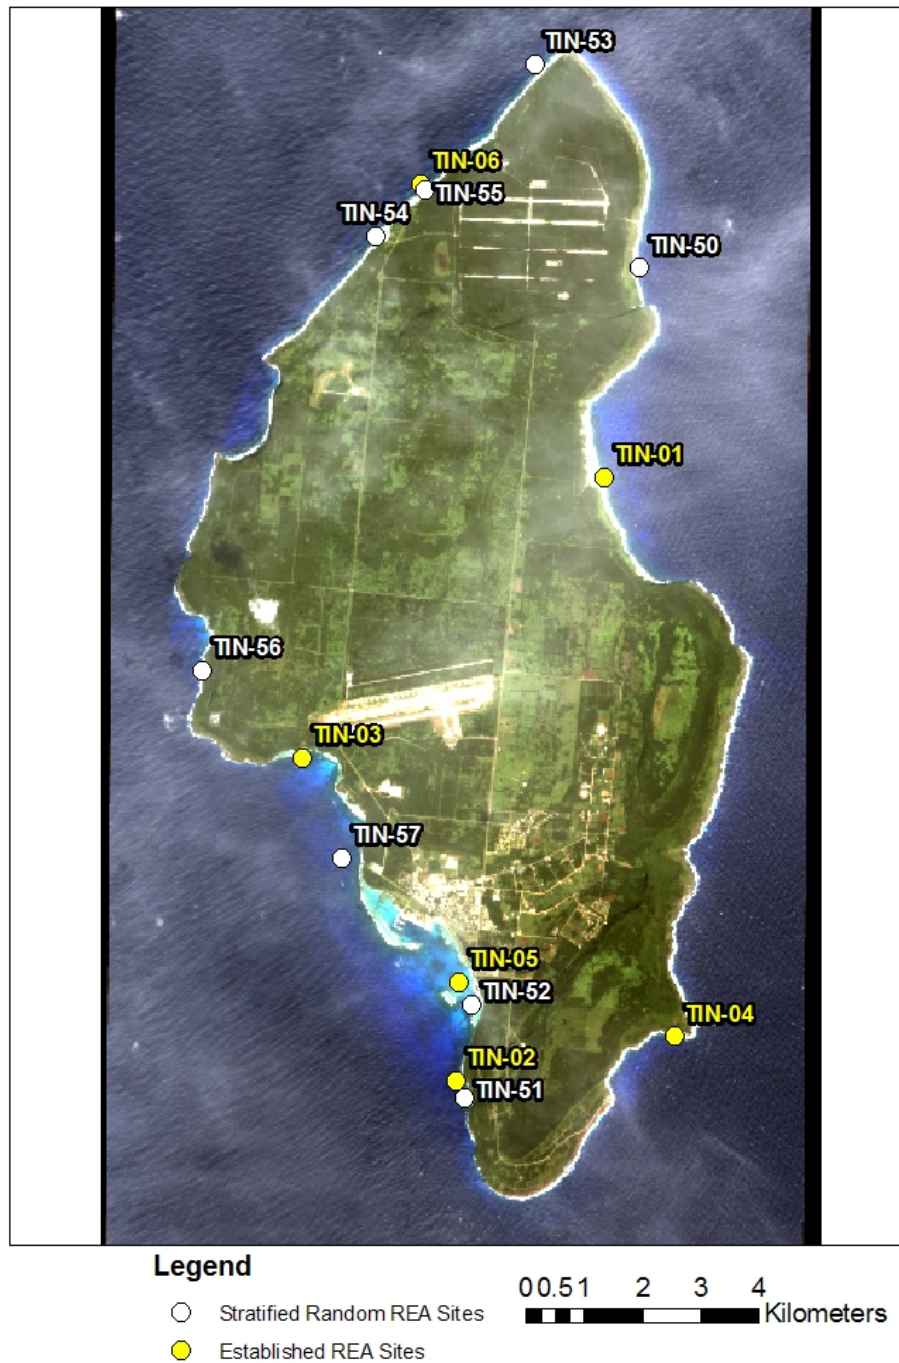 TIN-53
TIN-06
TIN-55
TIN-54
TIN-50
TIN-01
TIN-56
TIN-03
TIN-57
TIN-05
TIN-52
TIN-04
TIN-02
TIN-51
Legend
Stratified Random REA Sites
Established REA Sites
0 0.5 1 2 3 4
Kilometers